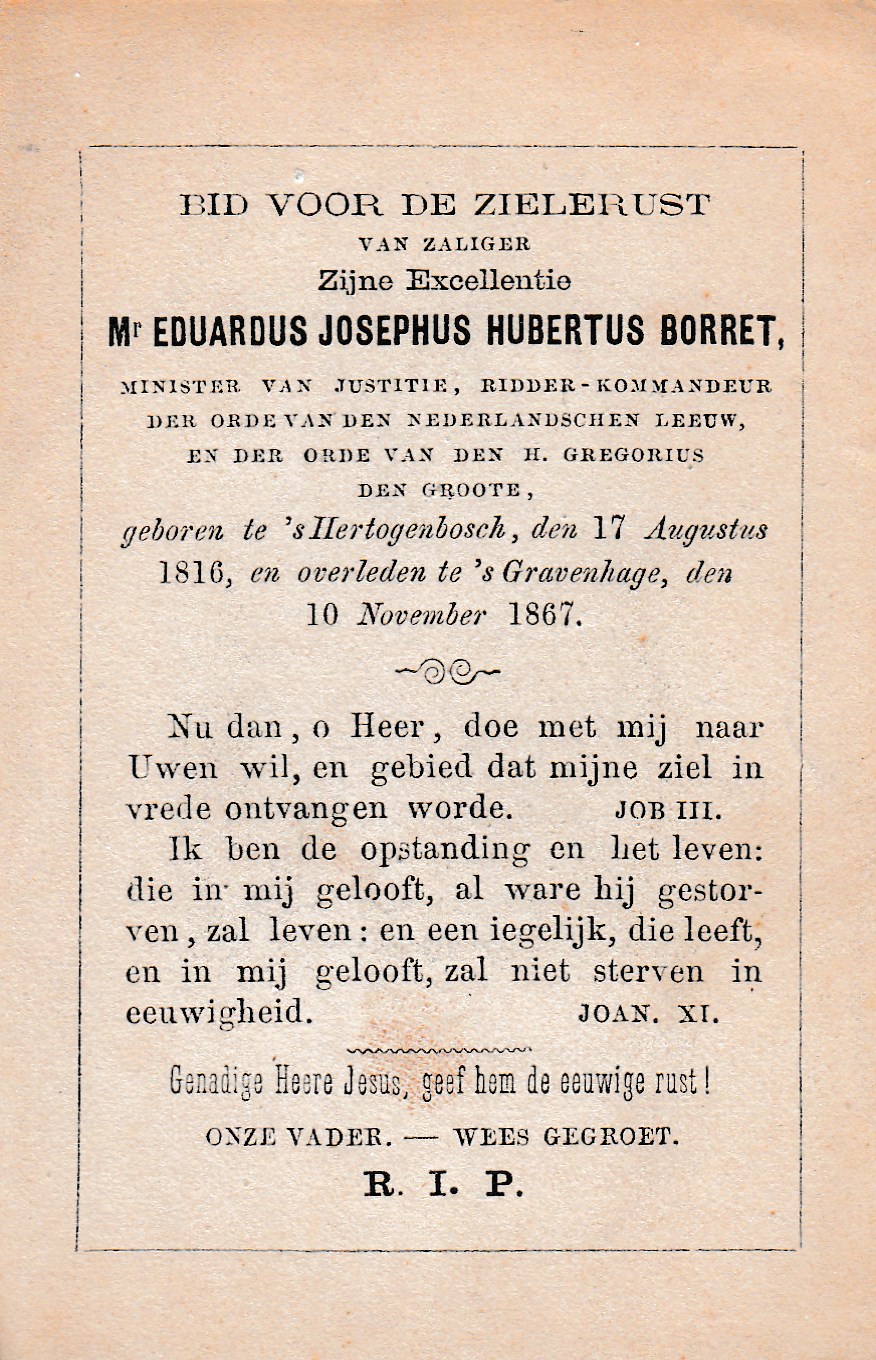 BID VOOR DE ZIELERUST
VAN ZALIGER
Zijne Excellentie
Mr EDUARDUS JOSEPHUS HUBERTUS BORRET,
MINISTER VAN JUSTITIE, RIDDER-KOMMANDEUR
DER ORDE VAN DEN NEDERLANDSCHEN LEEUW,
EN DER ORDE VAN DEN H. GREGORIUS
DEN GROOTE,
geboren te 's Hertogenbosch, den 17 Augustus
1816, en overleden te 's Gravenhage, den
10 November 1867.
Nu dan, o Heer, doe met mij naar
Uwen wil, en gebied dat mijne ziel in
vrede ontvangen worde. JOB III.
Ik ben de opstanding en het leven:
die in mij gelooft, al ware hij gestor-
ven, zal leven: en een iegelijk, die leeft,
en in mij gelooft, zal niet sterven in
eeuwigheid. JOAN. XI.
Genadige Heere Jesus, geef hem de eeuwige rust!
ONZE VADER. — WEES GEGROET.
R. I. P.